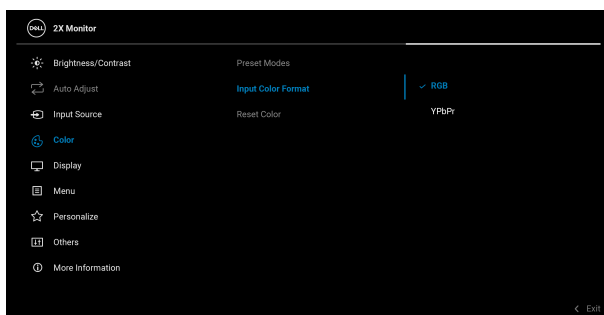 DELL 2X Monitor
Brightness/Contrast Preset Modes
Auto Adjust Input Color Format ✓ RGB
Input Source Reset Color YPbPr
Color
Display
Menu
Personalize
Others
More Information
< Exit